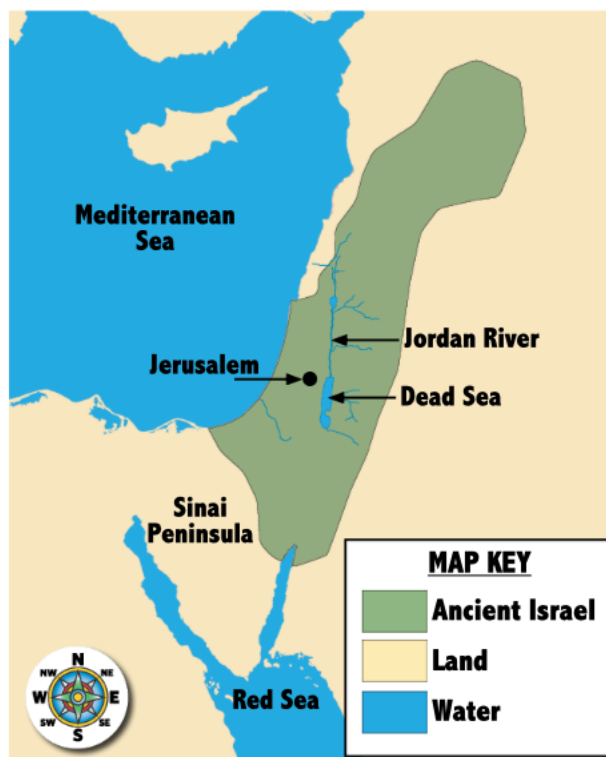 Mediterranean
Sea
Jordan River
Jerusalem
Dead Sea
Sinai
Peninsula
MAP KEY
Ancient Israel
Land
Water
Red Sea
N
NW NE
W E
SW SE
S